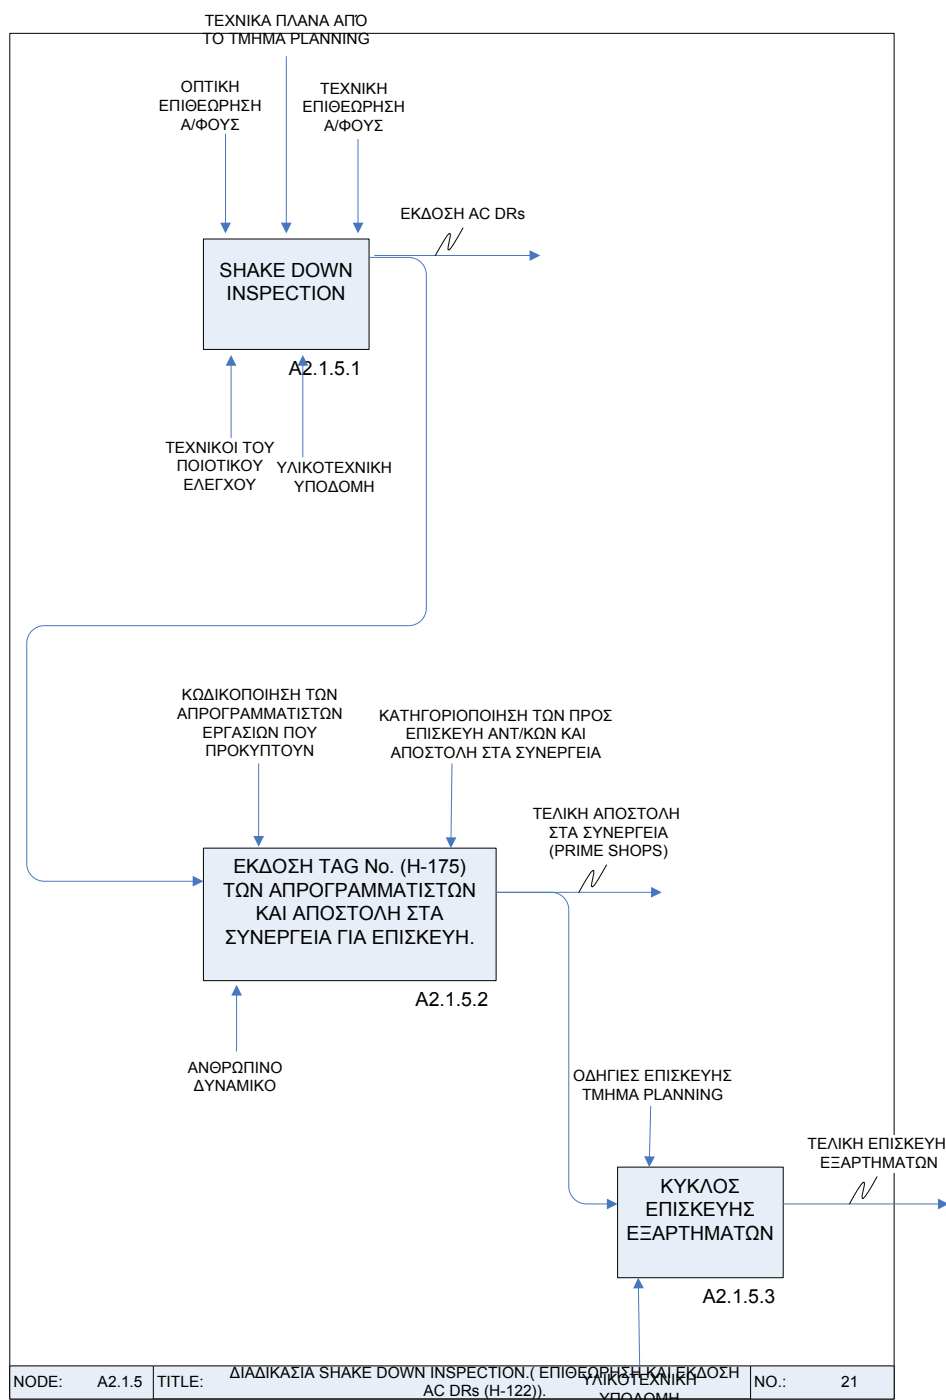 ΤΕΧΝΙΚΑ ΠΛΑΝΑ ΑΠΌ
ΤΟ ΤΜΗΜΑ PLANNING
ΟΠΤΙΚΗ
ΕΠΙΘΕΩΡΗΣΗ
Α/ΦΟΥΣ
ΤΕΧΝΙΚΗ
ΕΠΙΘΕΩΡΗΣΗ
Α/ΦΟΥΣ
ΕΚΔΟΣΗ AC DRs
SHAKE DOWN
INSPECTION
A2.1.5.1
ΤΕΧΝΙΚΟΙ ΤΟΥ
ΠΟΙΟΤΙΚΟΥ
ΕΛΕΓΧΟΥ
ΥΛΙΚΟΤΕΧΝΙΚΗ
ΥΠΟΔΟΜΗ
ΚΩΔΙΚΟΠΟΙΗΣΗ ΤΩΝ
ΑΠΡΟΓΡΑΜΜΑΤΙΣΤΩΝ
ΕΡΓΑΣΙΩΝ ΠΟΥ
ΠΡΟΚΥΠΤΟΥΝ
ΚΑΤΗΓΟΡΙΟΠΟΙΗΣΗ ΤΩΝ ΠΡΟΣ
ΕΠΙΣΚΕΥΗ ΑΝΤ/ΚΩΝ ΚΑΙ
ΑΠΟΣΤΟΛΗ ΣΤΑ ΣΥΝΕΡΓΕΙΑ
ΤΕΛΙΚΗ ΑΠΟΣΤΟΛΗ
ΣΤΑ ΣΥΝΕΡΓΕΙΑ
(PRIME SHOPS)
ΕΚΔΟΣΗ TAG No. (H-175)
ΤΩΝ ΑΠΡΟΓΡΑΜΜΑΤΙΣΤΩΝ
ΚΑΙ ΑΠΟΣΤΟΛΗ ΣΤΑ
ΣΥΝΕΡΓΕΙΑ ΓΙΑ ΕΠΙΣΚΕΥΗ.
A2.1.5.2
ΑΝΘΡΩΠΙΝΟ
ΔΥΝΑΜΙΚΟ
ΟΔΗΓΙΕΣ ΕΠΙΣΚΕΥΗΣ
ΤΜΗΜΑ PLANNING
ΤΕΛΙΚΗ ΕΠΙΣΚΕΥΗ
ΕΞΑΡΤΗΜΑΤΩΝ
ΚΥΚΛΟΣ
ΕΠΙΣΚΕΥΗΣ
ΕΞΑΡΤΗΜΑΤΩΝ
A2.1.5.3
ΥΛΙΚΟΤΕΧΝΙΚΗ
ΥΠΟΔΟΜΗ
NODE: A2.1.5 TITLE: ΔΙΑΔΙΚΑΣΙΑ SHAKE DOWN INSPECTION.( ΕΠΙΘΕΩΡΗΣΗ ΚΑΙ ΕΚΔΟΣΗ
AC DRs (H-122)). NO.: 21